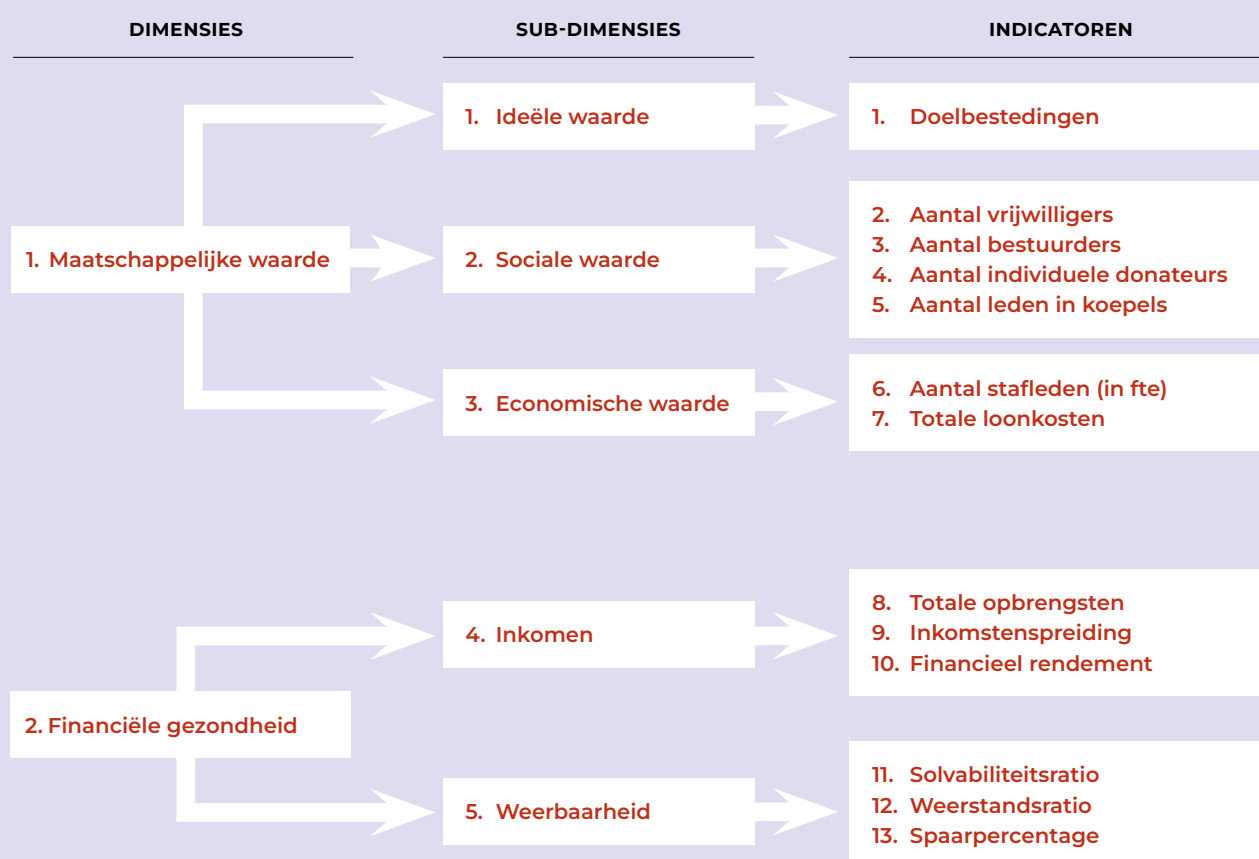 DIMENSIES
SUB-DIMENSIES
INDICATOREN
1. Maatschappelijke waarde
1. Ideële waarde
1. Doelbestedingen
2. Sociale waarde
2. Aantal vrijwilligers
3. Aantal bestuurders
4. Aantal individuele donateurs
5. Aantal leden in koepels
3. Economische waarde
6. Aantal stafleden (in fte)
7. Totale loonkosten
2. Financiële gezondheid
4. Inkomen
8. Totale opbrengsten
9. Inkomstenspreiding
10. Financieel rendement
5. Weerbaarheid
11. Solvabiliteitsratio
12. Weerstandsratio
13. Spaarpercentage